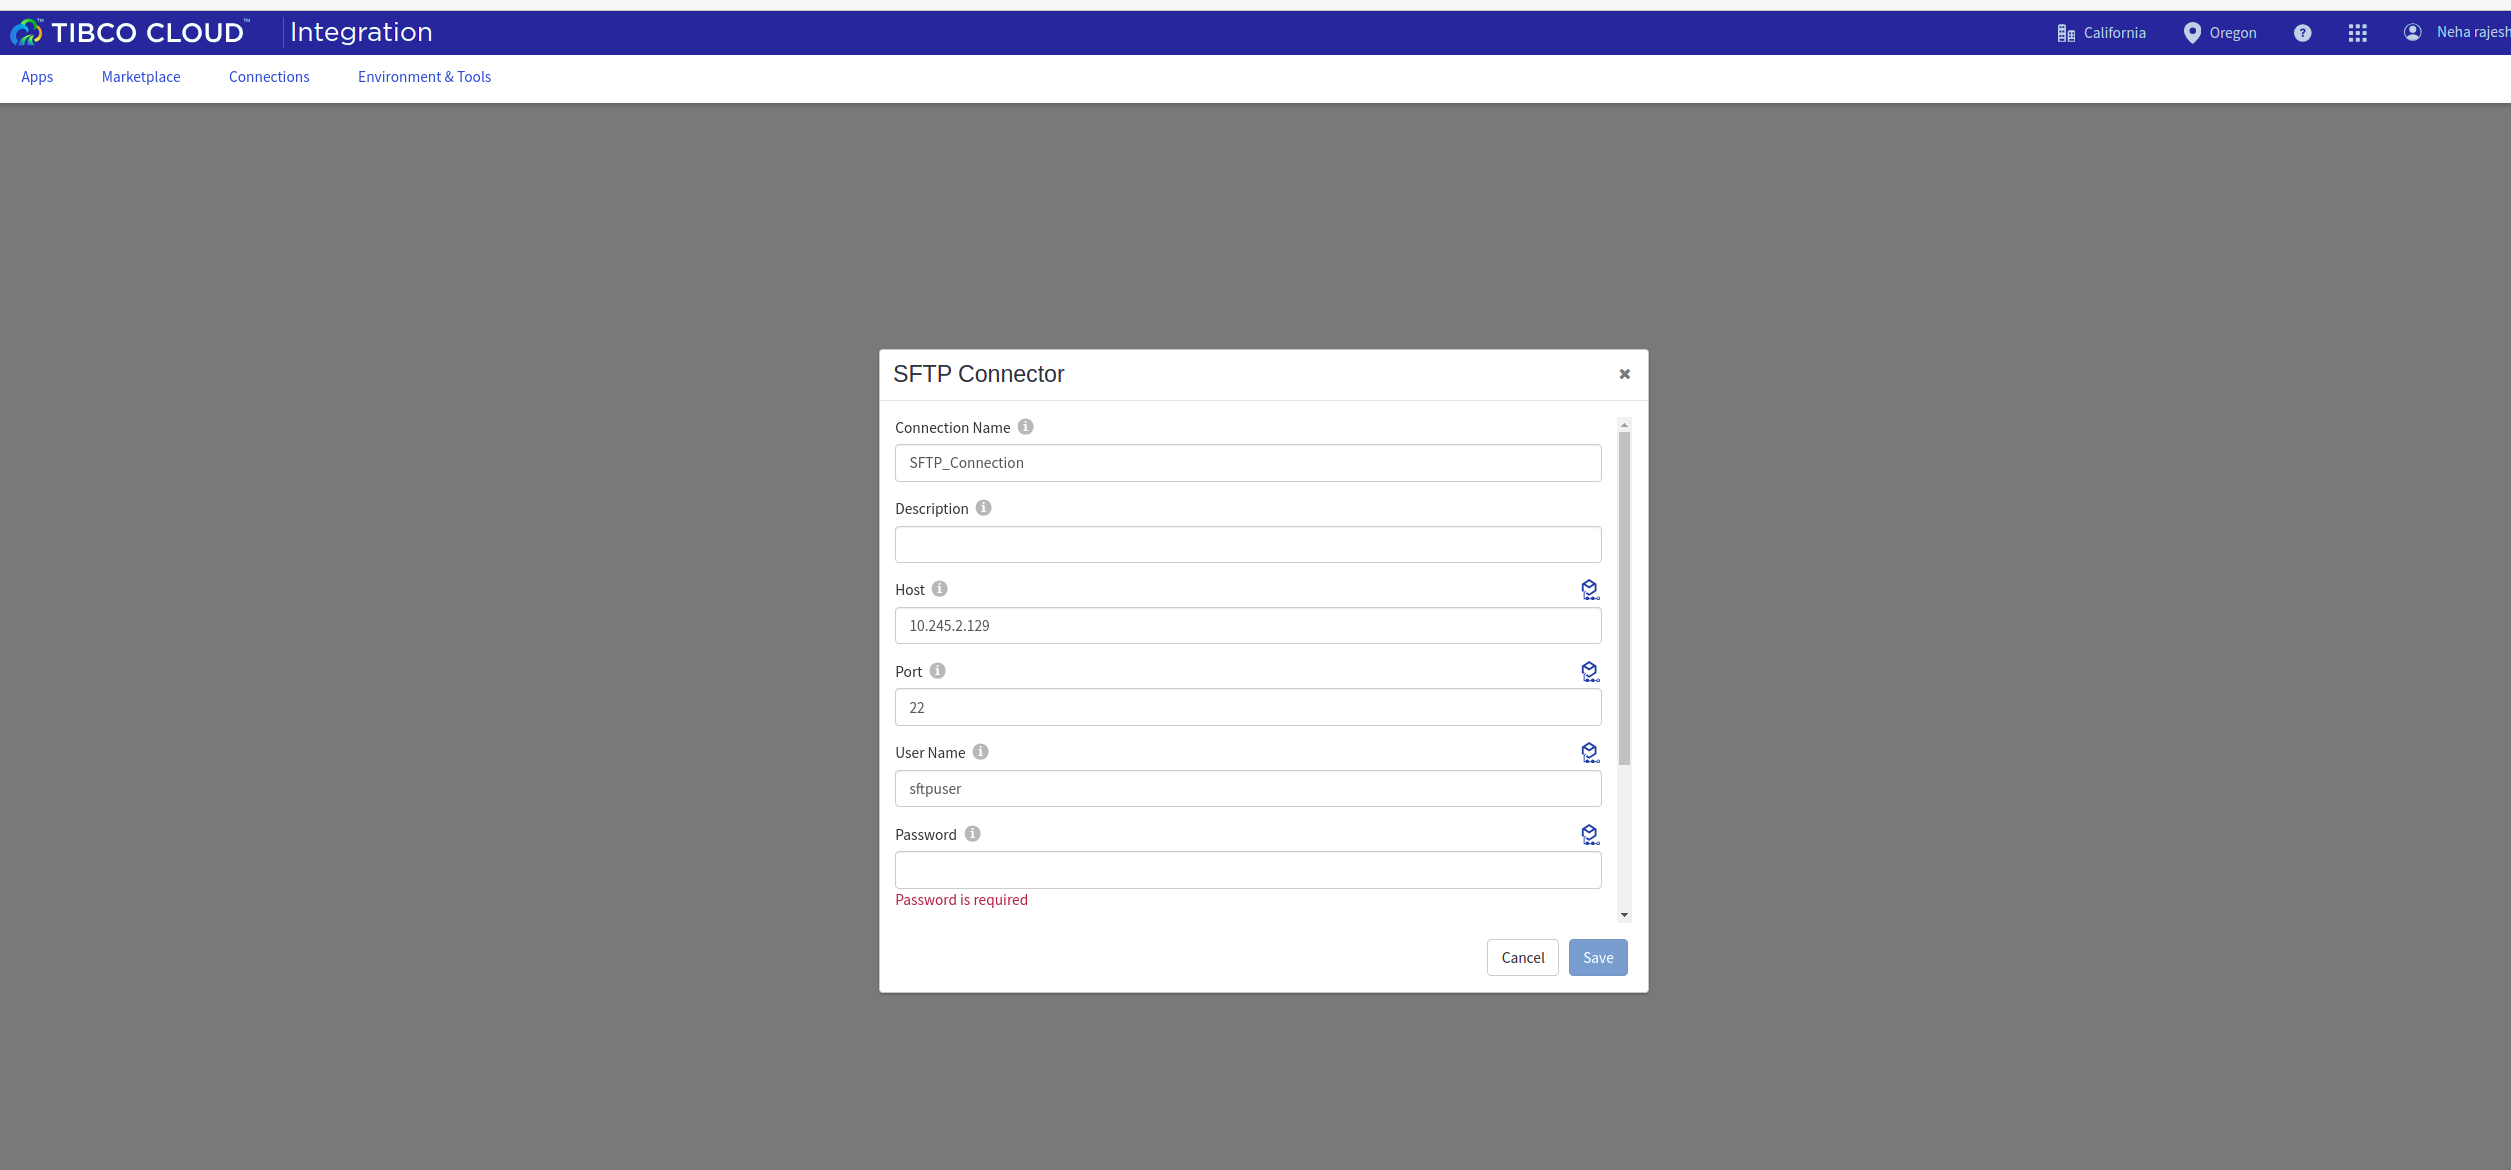 TIBCO CLOUD™ Integration California Oregon Neha rajesh
Apps Marketplace Connections Environment & Tools
SFTP Connector
Connection Name
SFTP_Connection
Description
Host
10.245.2.129
Port
22
User Name
sftpuser
Password
Password is required
Cancel Save